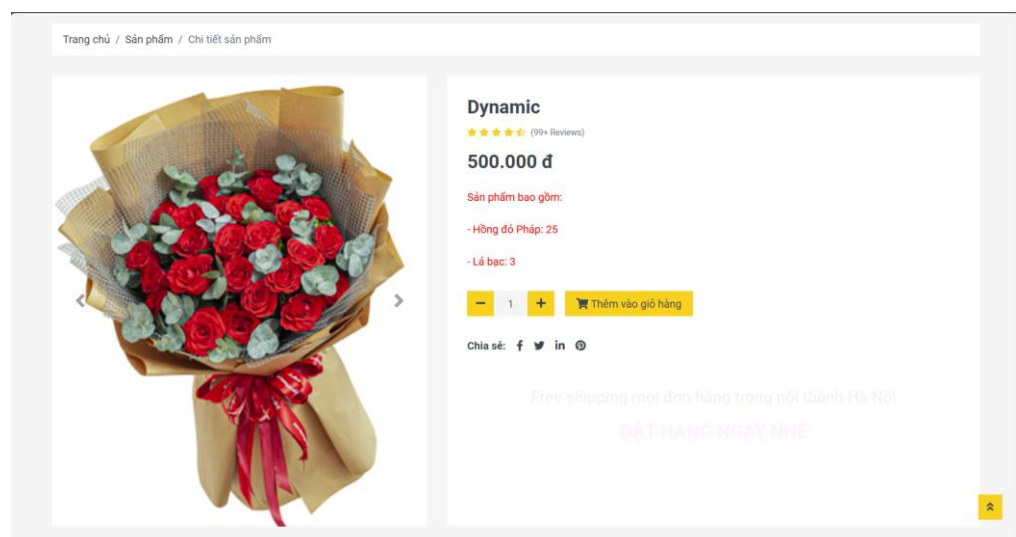 Trang chủ / Sản phẩm / Chi tiết sản phẩm
Dynamic
(99+ Reviews)
500.000 đ
Sản phẩm bao gồm:
- Hồng đỏ Pháp: 25
- Lá bạc: 3
1
Thêm vào giỏ hàng
Chia sẻ:
Free shipping mọi đơn hàng trong nội thành Hà Nội
ĐẶT HÀNG NGAY NHÉ